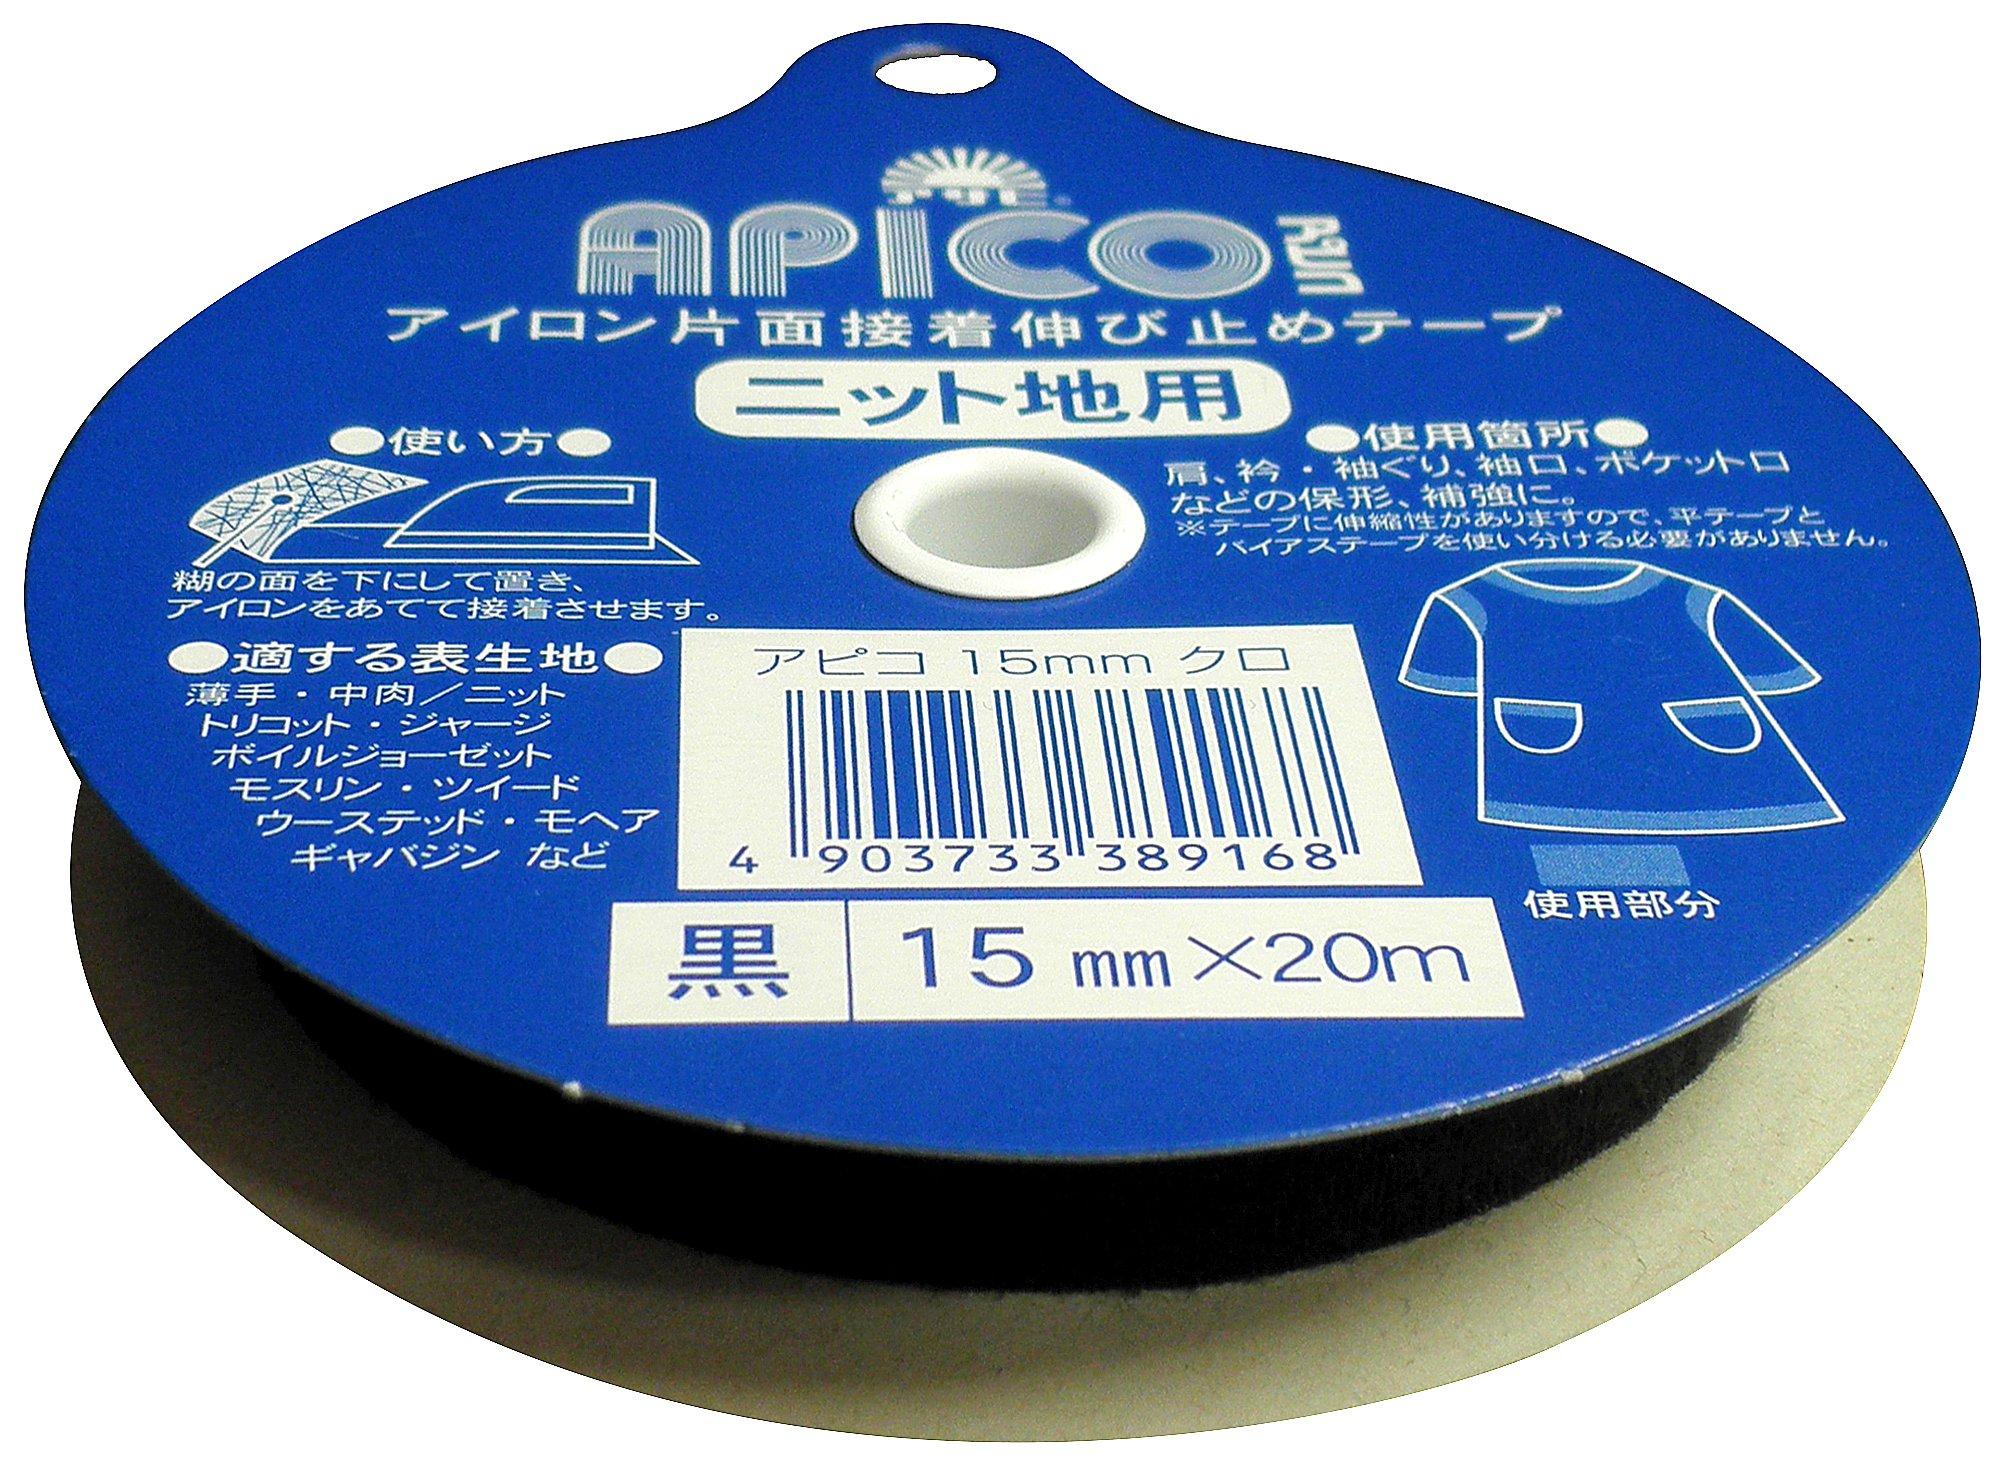 APICO
アイロン片面接着伸び止めテープ
ニット地用
●使い方●
糊の面を下にして置き、
アイロンをあてて接着させます。
●適する表生地●
薄手・中肉／ニット
トリコット・ジャージ
ボイルジョーゼット
モスリン・ツイード
ウーステッド・モヘア
ギャバジン など
●使用箇所●
肩、衿・袖ぐり、袖口、ポケット口
などの保形、補強に。
※テープに伸縮性がありますので、平テープと
バイアステープを使い分ける必要がありません。
使用部分
アピコ 15mm クロ
4 903733 389168
黒 15 mm×20m